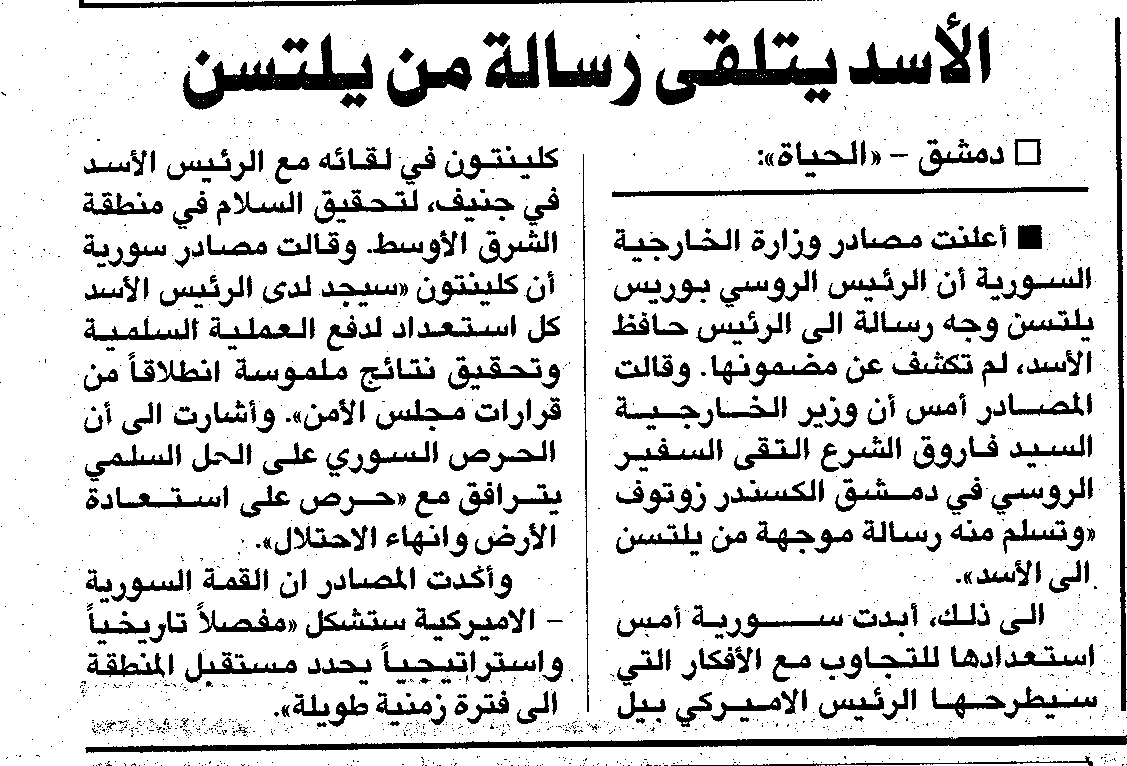 الأسد يتلقى رسالة من يلتسن
□ دمشق – «الحياة»:
■ أعلنت مصادر وزارة الخارجية
السورية أن الرئيس الروسي بوريس
يلتسن وجه رسالة الى الرئيس حافظ
الأسد، لم تكشف عن مضمونها. وقالت
المصادر أمس أن وزير الخارجية
السيد فاروق الشرع التقى السفير
الروسي في دمشق الكسندر زوتوف
«وتسلم منه رسالة موجهة من يلتسن
الى الأسد».
الى ذلك، أبدت سورية أمس
استعدادها للتجاوب مع الأفكار التي
سيطرحها الرئيس الاميركي بيل
كلينتون في لقائه مع الرئيس الأسد
في جنيف، لتحقيق السلام في منطقة
الشرق الأوسط. وقالت مصادر سورية
أن كلينتون «سيجد لدى الرئيس الأسد
كل استعداد لدفع العملية السلمية
وتحقيق نتائج ملموسة انطلاقاً من
قرارات مجلس الأمن». وأشارت الى أن
الحرص السوري على الحل السلمي
يترافق مع «حرص على استعادة
الأرض وانهاء الاحتلال».
وأكدت المصادر ان القمة السورية
– الاميركية ستشكل «مفصلاً تاريخياً
واستراتيجياً يحدد مستقبل المنطقة
الى فترة زمنية طويلة».